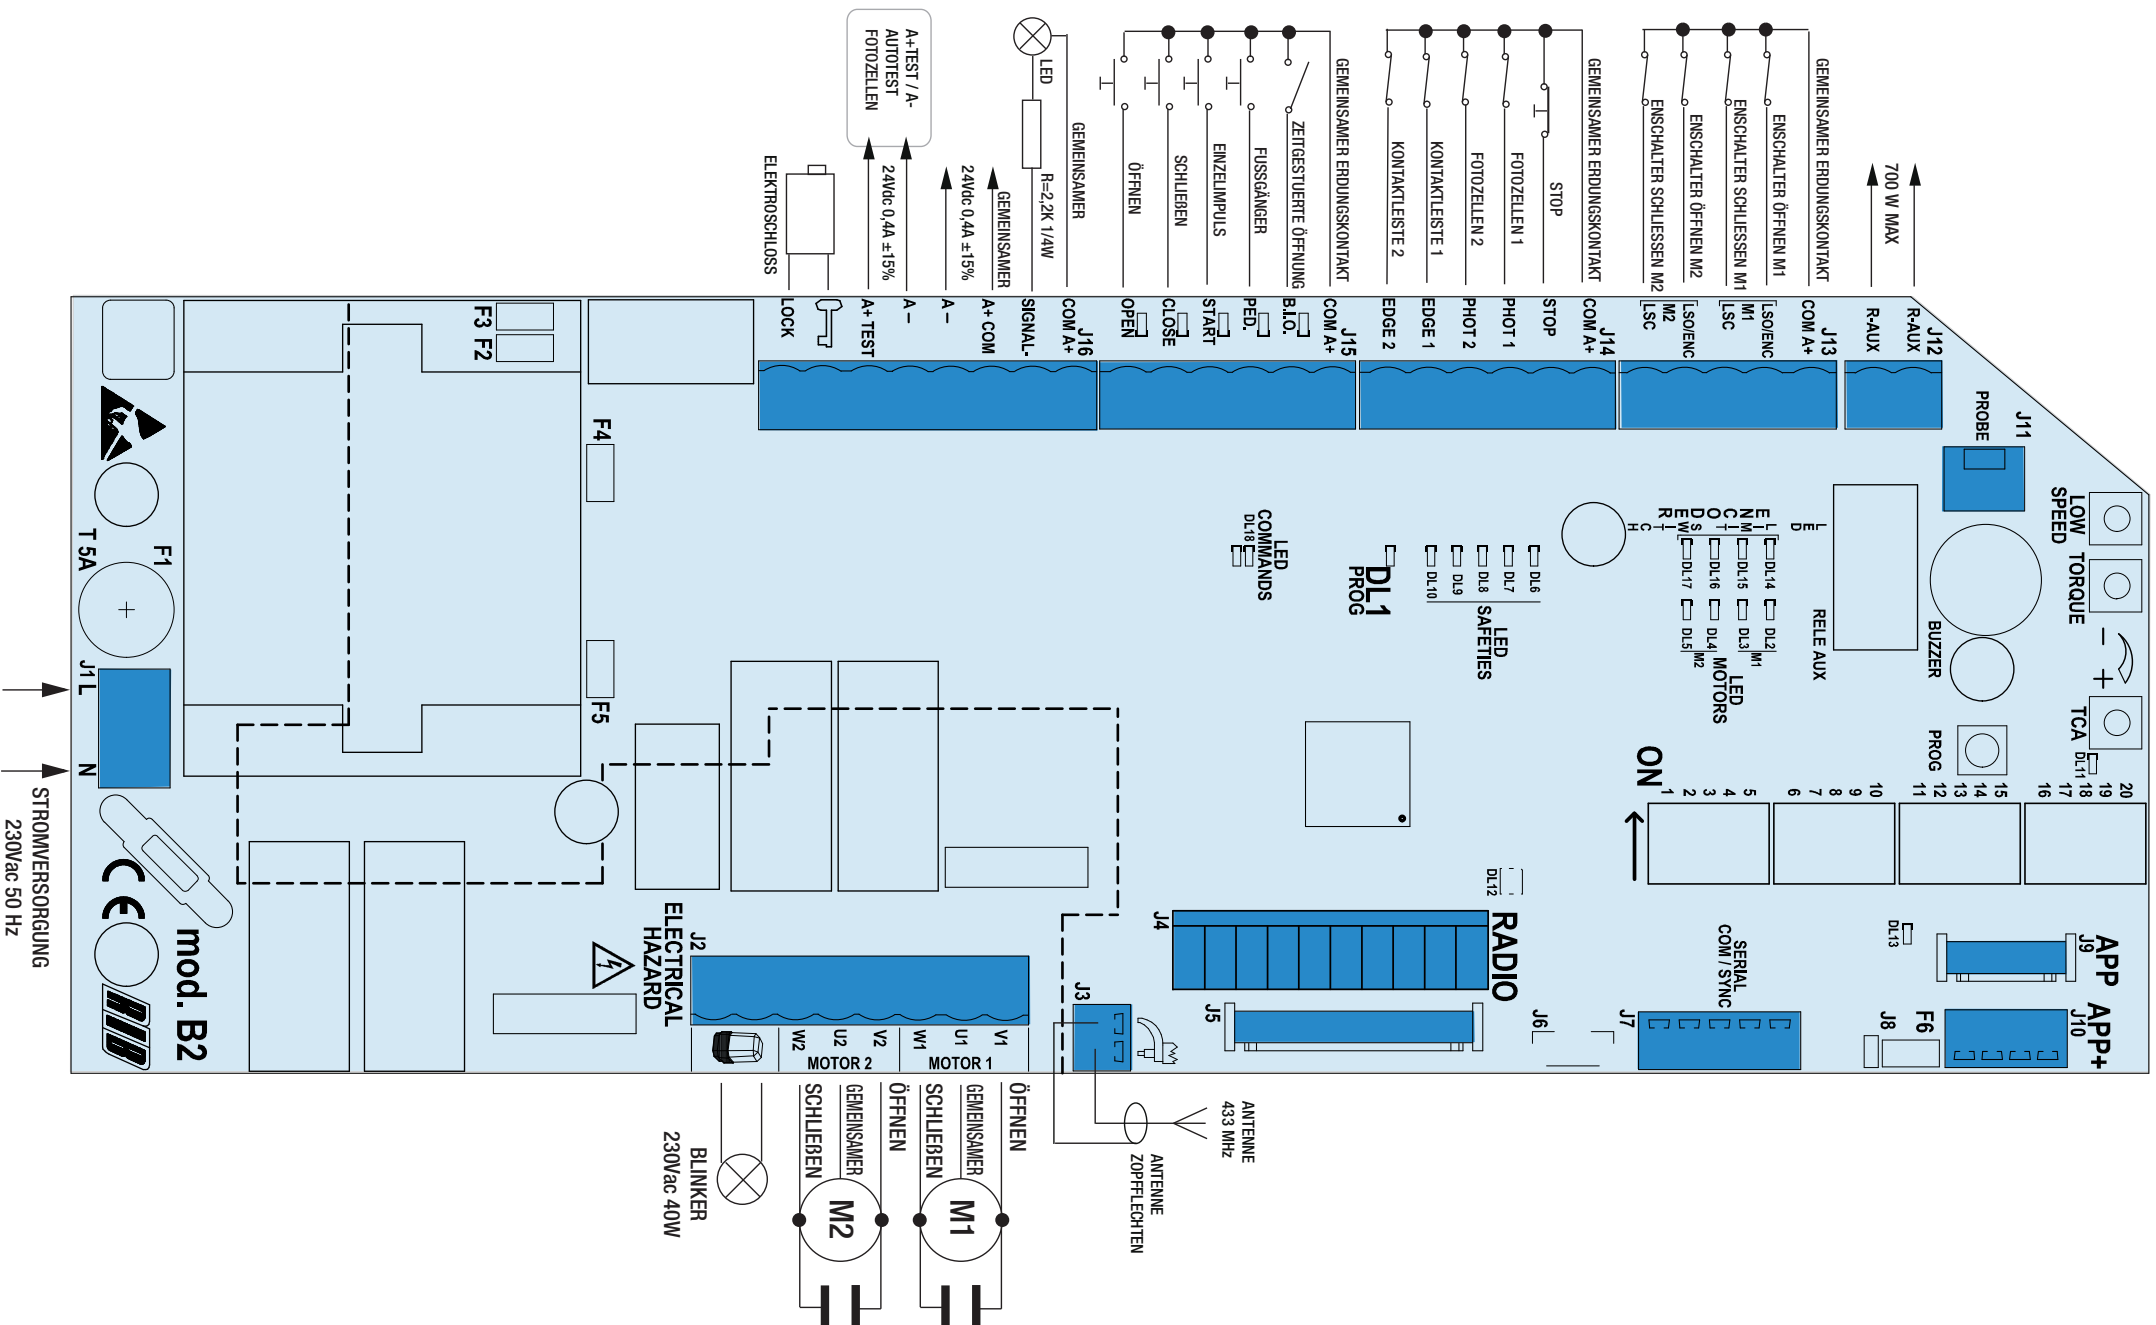 A+TEST / A-
AUTOTEST
FOTOZELLEN
LED
R=2,2K 1/4W
GEMEINSAMER
24Vdc 0,4A ±15%
24Vdc 0,4A ±15%
GEMEINSAMER
ELEKTROSCHLOSS
ÖFFNEN
SCHLIEßEN
EINZELIMPULS
FUSSGÄNGER
ZEITGESTUERTE ÖFFNUNG
GEMEINSAMER ERDUNGSKONTAKT
KONTAKTLEISTE 2
KONTAKTLEISTE 1
FOTOZELLEN 2
FOTOZELLEN 1
STOP
GEMEINSAMER ERDUNGSKONTAKT
ENSCHALTER SCHLIESSEN M2
ENSCHALTER ÖFFNEN M2
ENSCHALTER SCHLIESSEN M1
ENSCHALTER ÖFFNEN M1
GEMEINSAMER ERDUNGSKONTAKT
700 W MAX
LOCK
A+ TEST
A –
A –
A+ COM
SIGNAL-
COM A+
J16
OPEN
CLOSE
START
PED.
B.I.O.
COM A+
J15
EDGE 2
EDGE 1
PHOT 2
PHOT 1
STOP
COM A+
J14
LSC
M2
LSO/ENC
LSC
M1
LSO/ENC
COM A+
J13
R-AUX
R-AUX
J12
PROBE
J11
F3
F2
F4
F5
F1
T 5A
J1 L
N
STROMVERSORGUNG
230Vac 50 Hz
LOW
SPEED
TORQUE
– +
TCA
DL11
BUZZER
PROG
RELE AUX
LED
LIMIT
SWITCH
ENCODER
DL17
DL16
DL15
DL14
DL5
DL4
DL3
DL2
M2
M1
LED
MOTORS
DL10
DL9
DL8
DL7
DL6
LED
SAFETIES
DL1
PROG
LED
COMMANDS
DL18
ON
1
2
3
4
5
6
7
8
9
10
11
12
13
14
15
16
17
18
19
20
DL12
DL13
RADIO
J4
J5
J3
J6
J7
SERIAL
COM / SYNC
J8
F6
APP
J9
APP+
J10
CE
mod. B2
RIB
ELECTRICAL
HAZARD
J2
W2
U2
V2
W1
U1
V1
MOTOR 2
MOTOR 1
SCHLIEßEN
GEMEINSAMER
ÖFFNEN
SCHLIEßEN
GEMEINSAMER
ÖFFNEN
M2
M1
BLINKER
230Vac 40W
ANTENNE
433 MHz
ANTENNE
ZOPFFLECHTEN